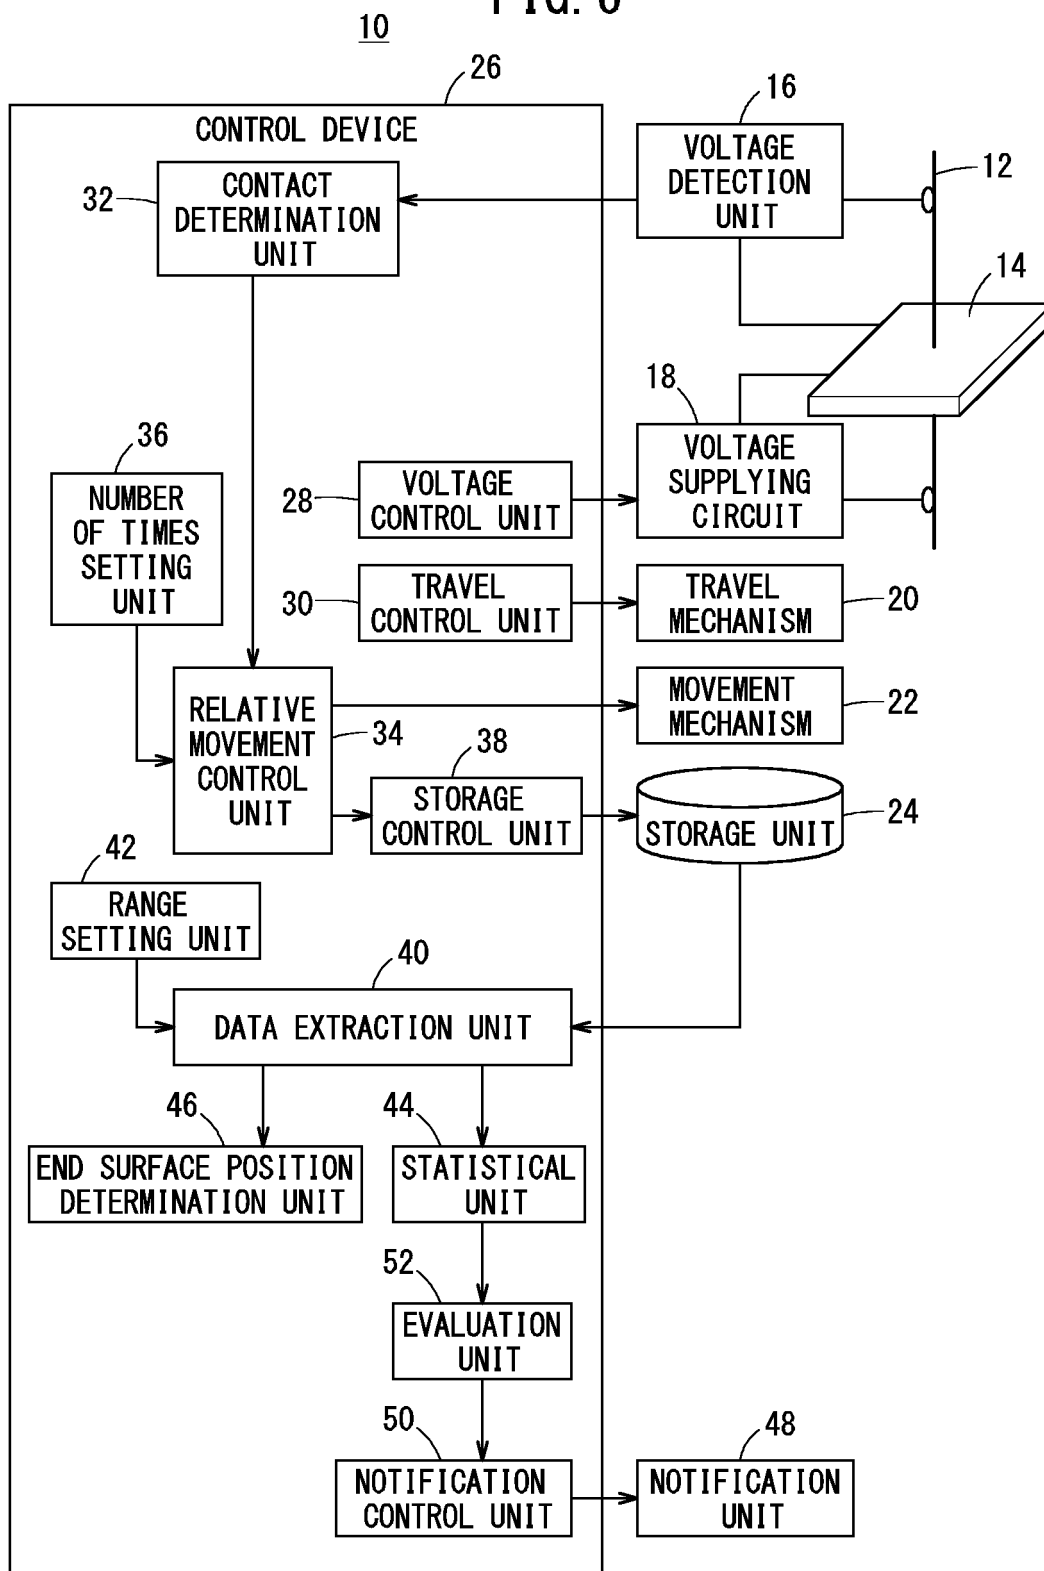 10
26
CONTROL DEVICE
16
VOLTAGE
DETECTION
UNIT
12
32
CONTACT
DETERMINATION
UNIT
14
18
VOLTAGE
SUPPLYING
CIRCUIT
36
NUMBER
OF TIMES
SETTING
UNIT
28
VOLTAGE
CONTROL UNIT
30
TRAVEL
CONTROL UNIT
TRAVEL
MECHANISM
20
RELATIVE
MOVEMENT
CONTROL
UNIT
34
MOVEMENT
MECHANISM
22
38
STORAGE
CONTROL UNIT
STORAGE UNIT
24
42
RANGE
SETTING UNIT
40
DATA EXTRACTION UNIT
46
END SURFACE POSITION
DETERMINATION UNIT
44
STATISTICAL
UNIT
52
EVALUATION
UNIT
50
NOTIFICATION
CONTROL UNIT
48
NOTIFICATION
UNIT